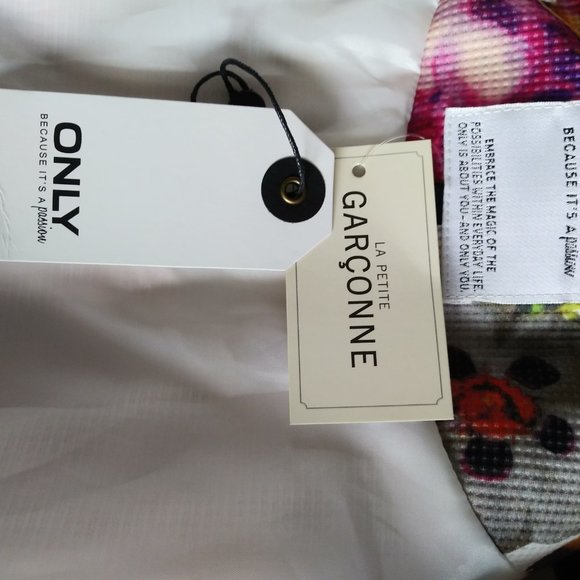 ONLY
BECAUSE IT'S A passion
LA PETITE
GARÇONNE
BECAUSE IT'S A passion
EMBRACE THE MAGIC OF THE
POSSIBILITIES WITHIN EVERYDAY LIFE.
ONLY IS ABOUT YOU-AND ONLY YOU.